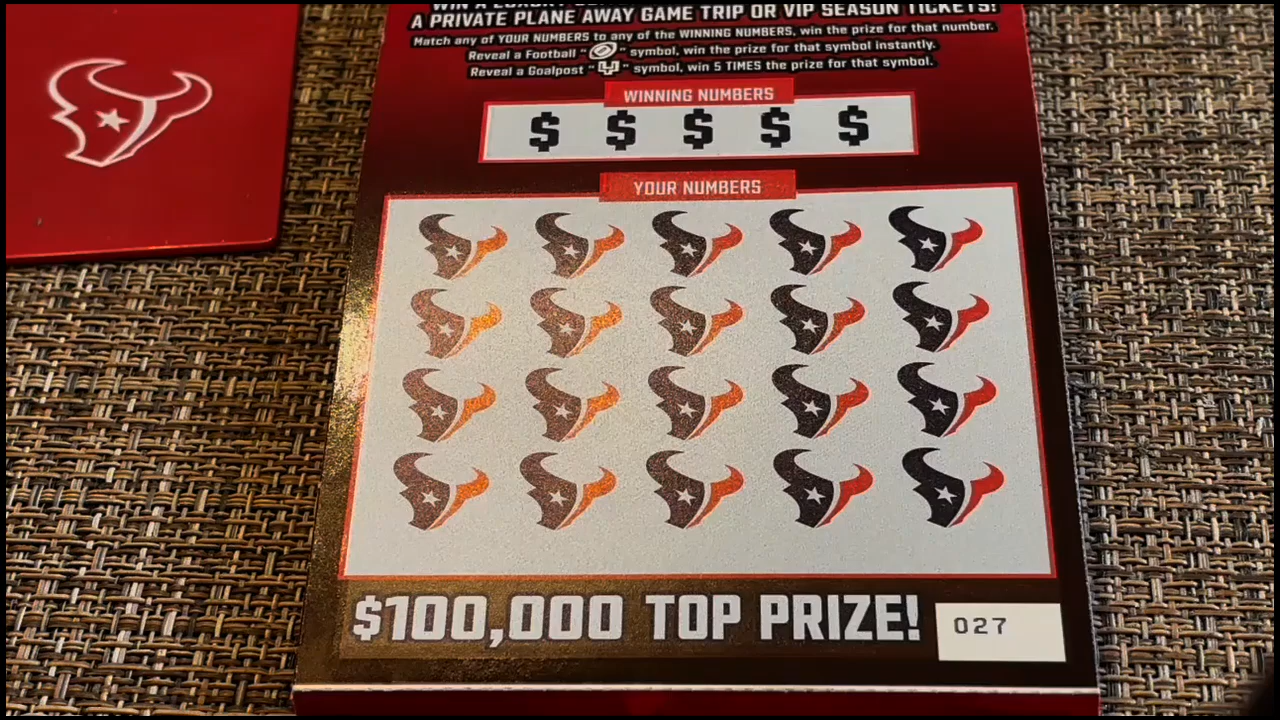 A PRIVATE PLANE AWAY GAME TRIP OR VIP SEASON TICKETS!
Match any of YOUR NUMBERS to any of the WINNING NUMBERS, win the prize for that number.
Reveal a Football "" symbol, win the prize for that symbol instantly.
Reveal a Goalpost "" symbol, win 5 TIMES the prize for that symbol.
WINNING NUMBERS
$ $ $ $ $
YOUR NUMBERS
$100,000 TOP PRIZE!
027